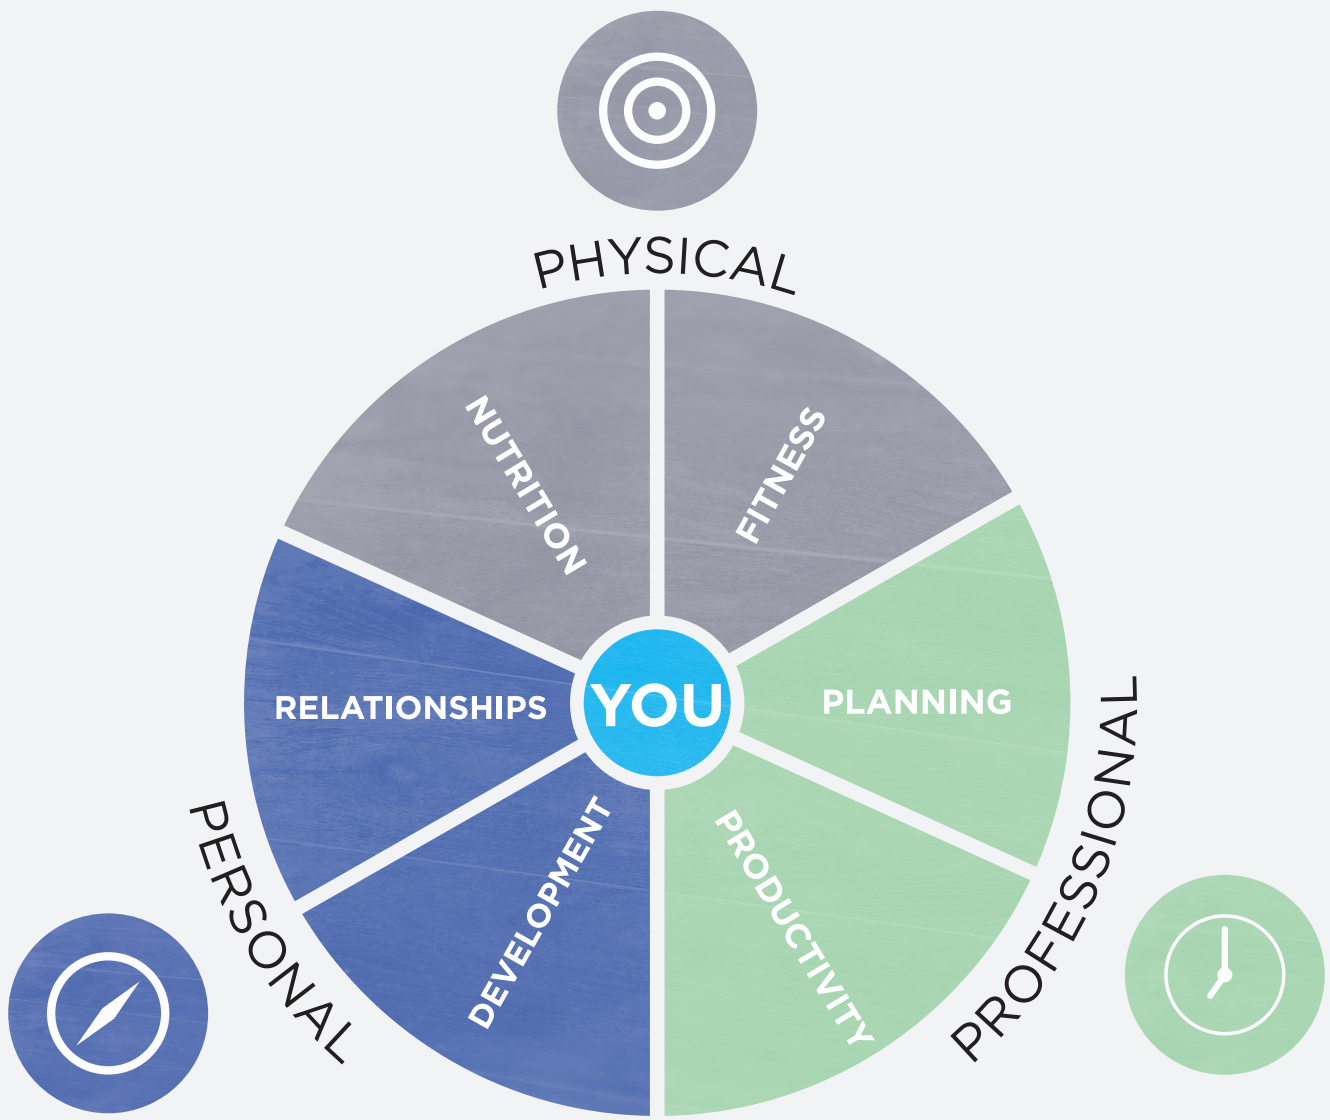 PHYSICAL
NUTRITION
FITNESS
RELATIONSHIPS
YOU
PLANNING
DEVELOPMENT
PRODUCTIVITY
PERSONAL
PROFESSIONAL